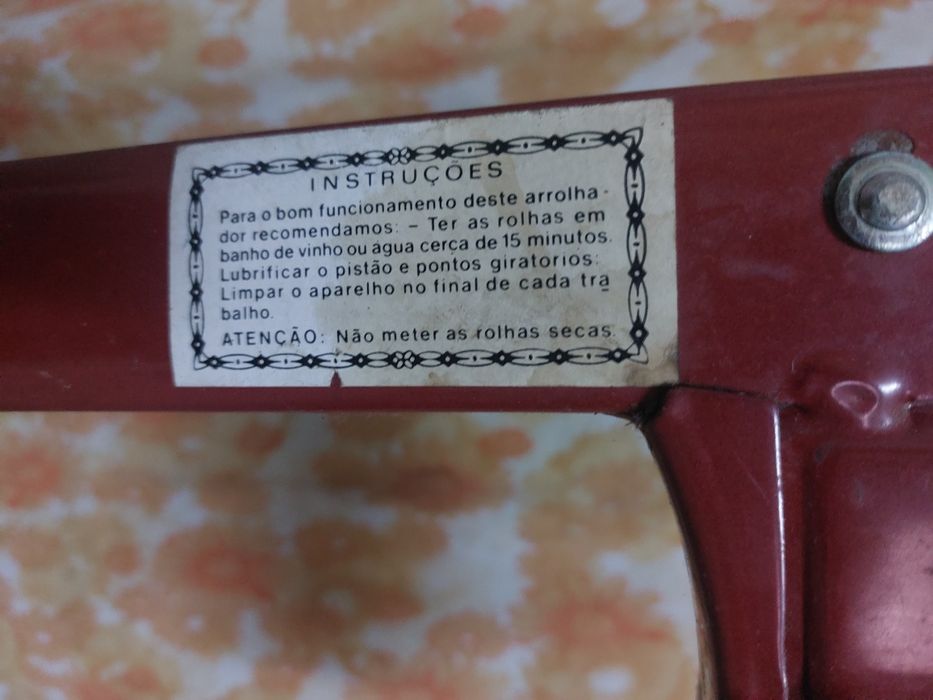 INSTRUÇÕES
Para o bom funcionamento deste arrolha-
dor recomendamos: – Ter as rolhas em
banho de vinho ou agua cerca de 15 minutos.
Lubrificar o pistão e pontos giratorios:
Limpar o aparelho no final de cada tra
balho.
ATENÇÃO: Não meter as rolhas secas.